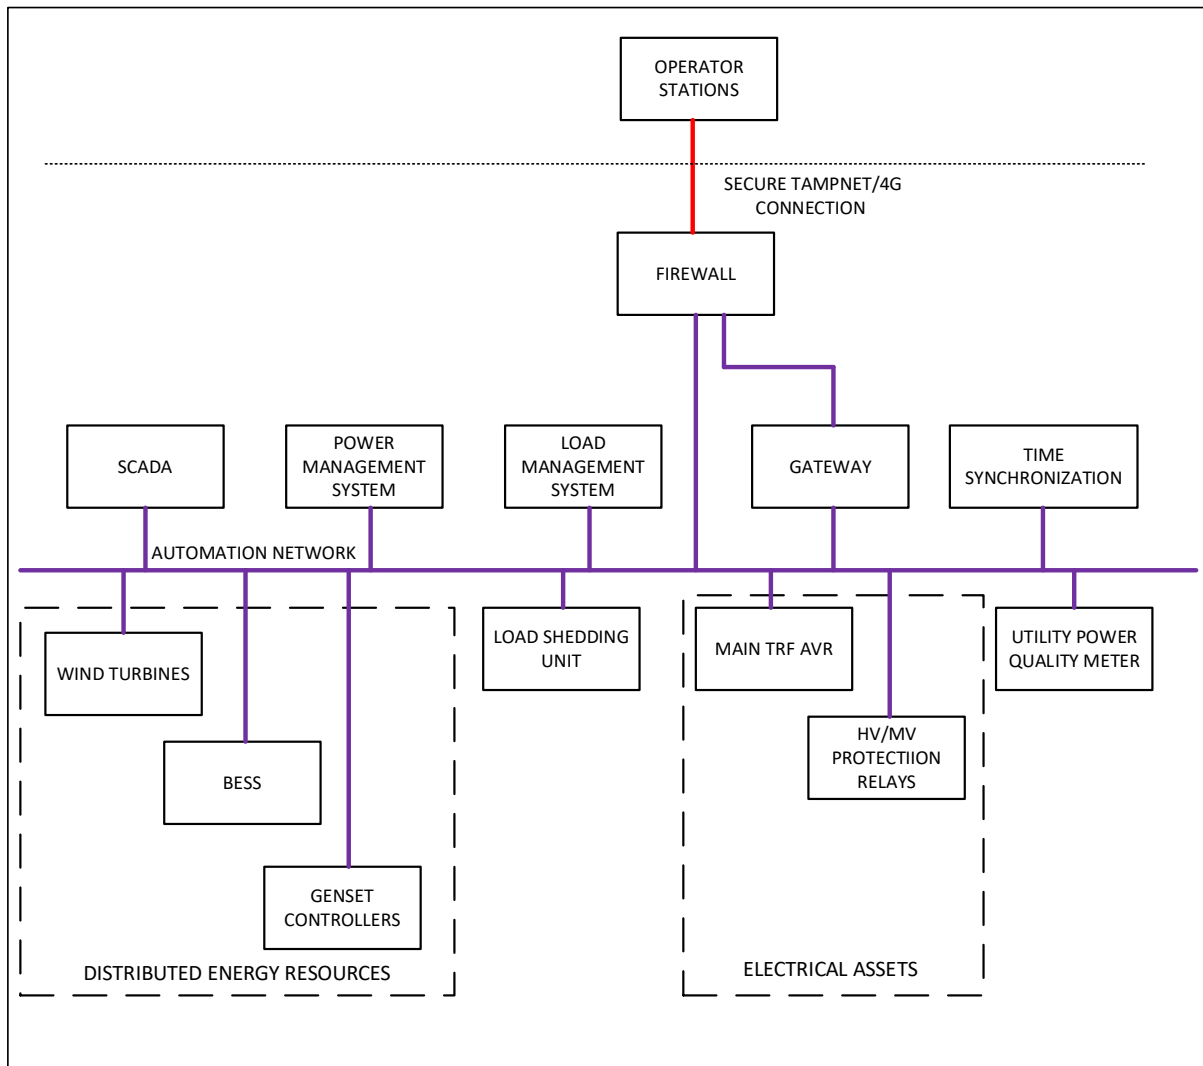 OPERATOR
STATIONS
SECURE TAMPNET/4G
CONNECTION
FIREWALL
SCADA
POWER
MANAGEMENT
SYSTEM
LOAD
MANAGEMENT
SYSTEM
GATEWAY
TIME
SYNCHRONIZATION
AUTOMATION NETWORK
WIND TURBINES
LOAD SHEDDING
UNIT
MAIN TRF AVR
UTILITY POWER
QUALITY METER
BESS
HV/MV
PROTECTIION
RELAYS
GENSET
CONTROLLERS
DISTRIBUTED ENERGY RESOURCES
ELECTRICAL ASSETS